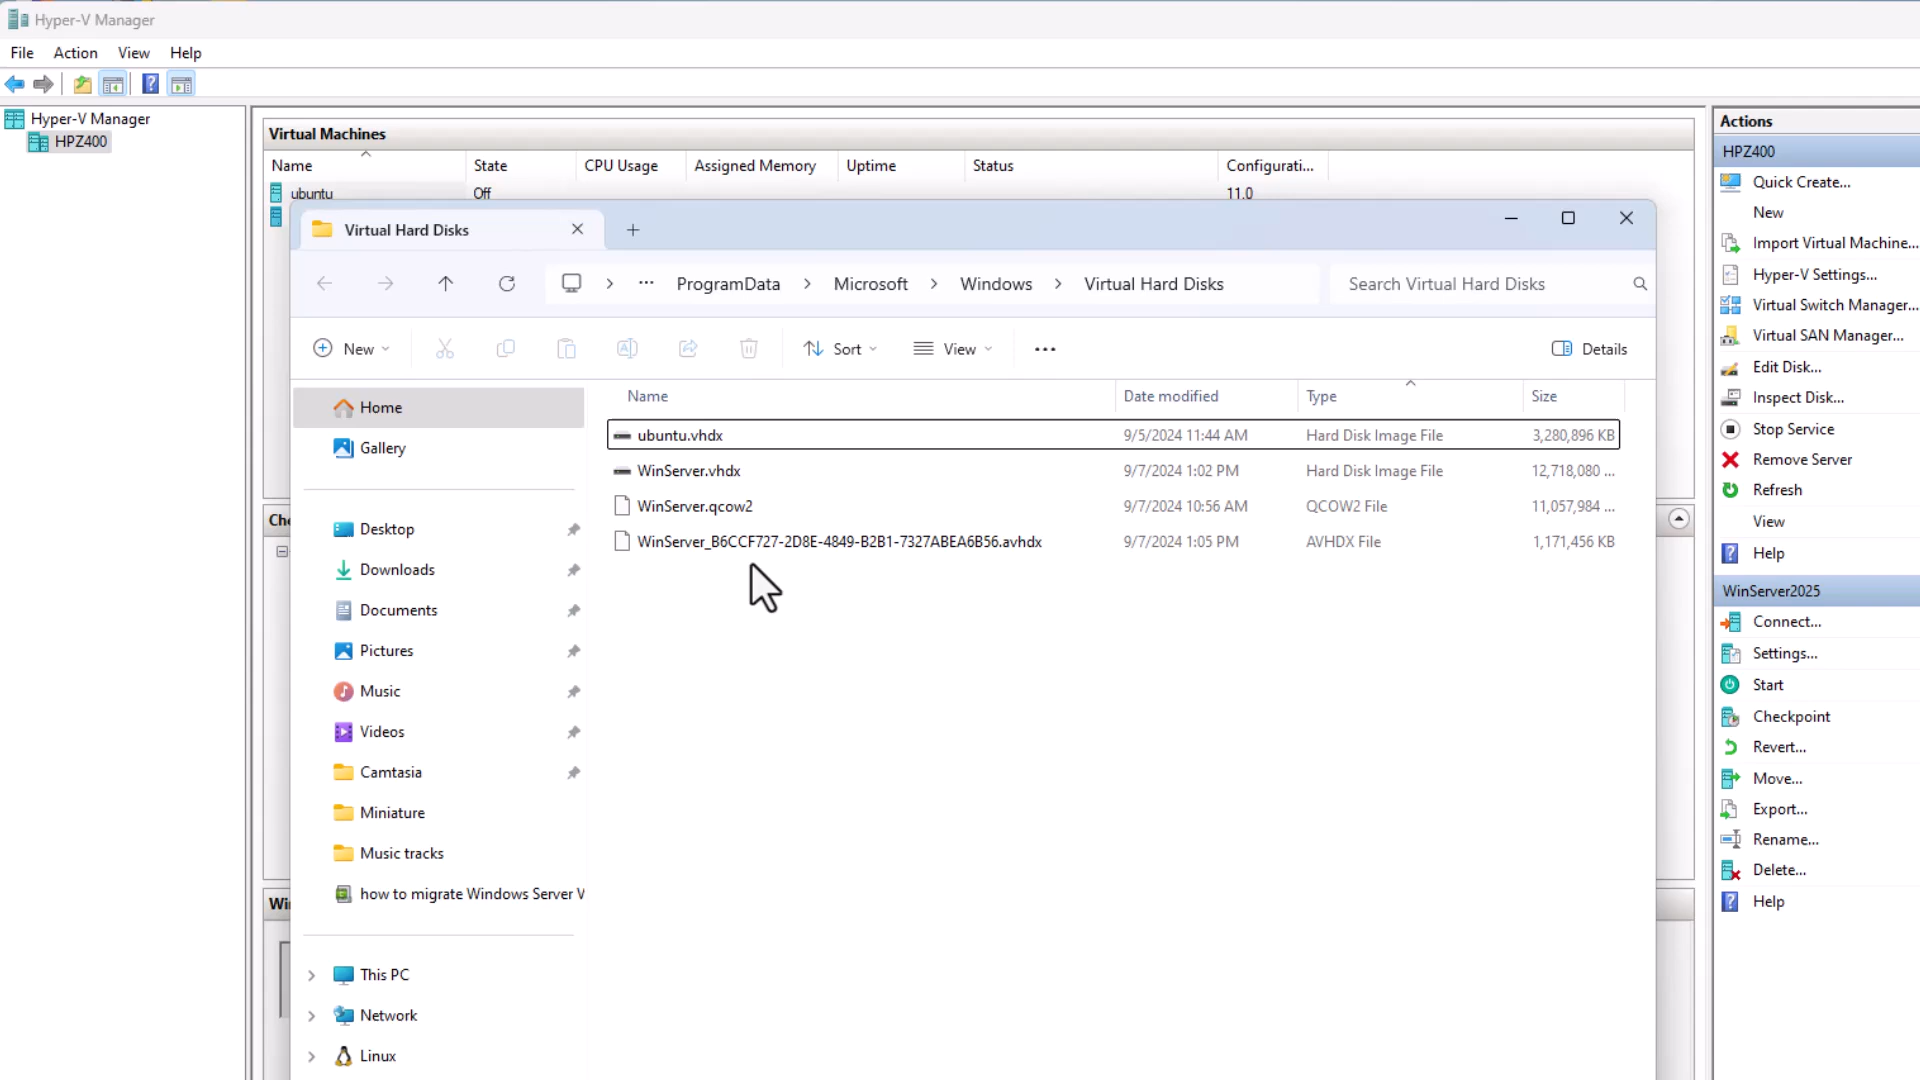 Hyper-V Manager
File Action View Help
Hyper-V Manager
HPZ400
Virtual Machines
Name State CPU Usage Assigned Memory Uptime Status Configurati...
ubuntu Off 11.0
Virtual Hard Disks
ProgramData Microsoft Windows Virtual Hard Disks
Search Virtual Hard Disks
New Sort View ... Details
Home
Gallery
Desktop
Downloads
Documents
Pictures
Music
Videos
Camtasia
Miniature
Music tracks
how to migrate Windows Server V
This PC
Network
Linux
Name Date modified Type Size
ubuntu.vhdx 9/5/2024 11:44 AM Hard Disk Image File 3,280,896 KB
WinServer.vhdx 9/7/2024 1:02 PM Hard Disk Image File 12,718,080 ...
WinServer.qcow2 9/7/2024 10:56 AM QCOW2 File 11,057,984 ...
WinServer_B6CCF727-2D8E-4849-B2B1-7327ABEA6B56.avhdx 9/7/2024 1:05 PM AVHDX File 1,171,456 KB
Che
Wi
Actions
HPZ400
Quick Create...
New
Import Virtual Machine...
Hyper-V Settings...
Virtual Switch Manager...
Virtual SAN Manager...
Edit Disk...
Inspect Disk...
Stop Service
Remove Server
Refresh
View
Help
WinServer2025
Connect...
Settings...
Start
Checkpoint
Revert...
Move...
Export...
Rename...
Delete...
Help